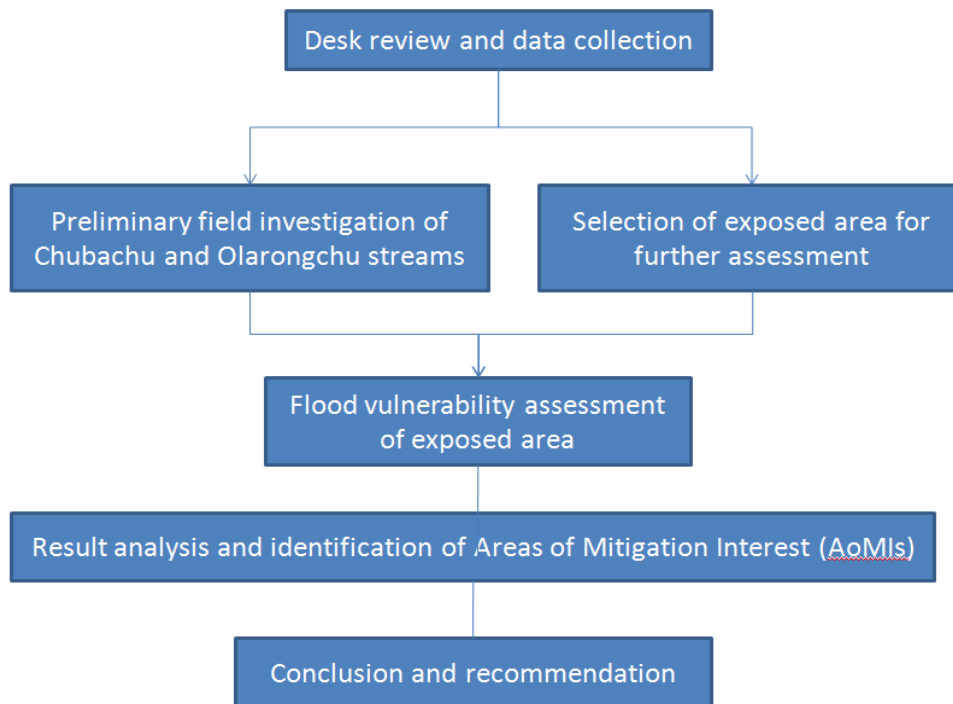 Desk review and data collection
Preliminary field investigation of
Chubachu and Olarongchu streams
Selection of exposed area for
further assessment
Flood vulnerability assessment
of exposed area
Result analysis and identification of Areas of Mitigation Interest (AoMIs)
Conclusion and recommendation